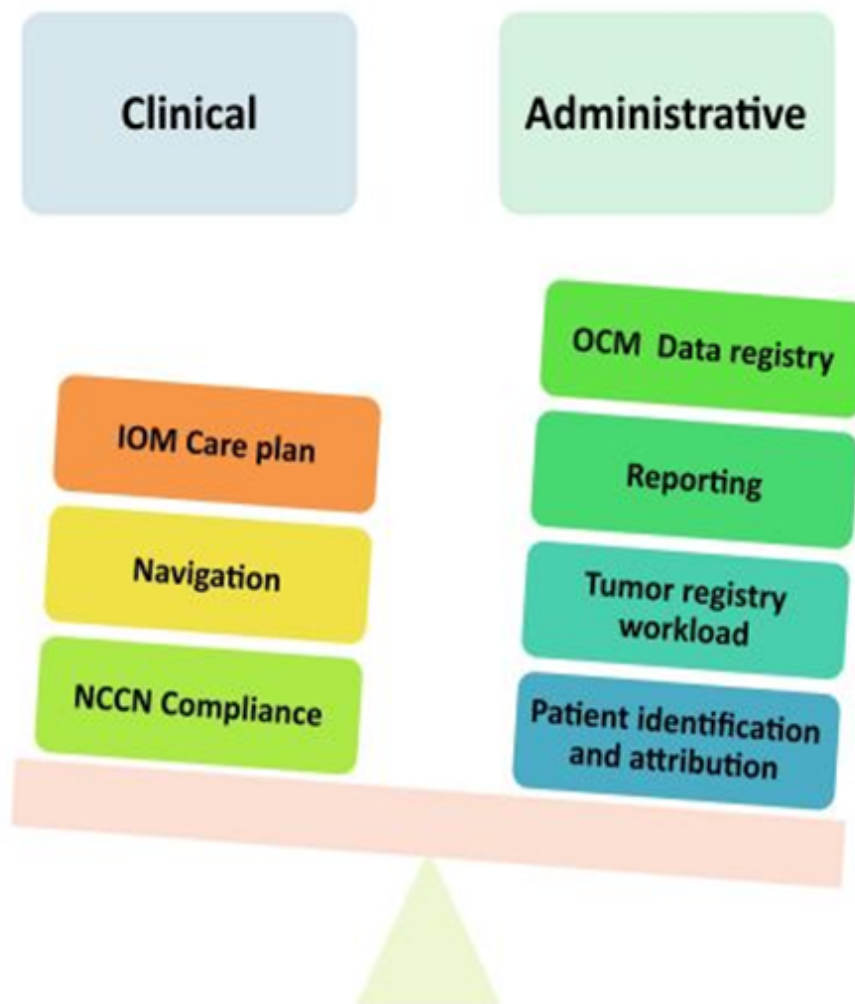 Clinical
Administrative
OCM  Data registry
IOM Care plan
Reporting
Navigation
Tumor registry
workload
NCCN Compliance
Patient identification
and attribution